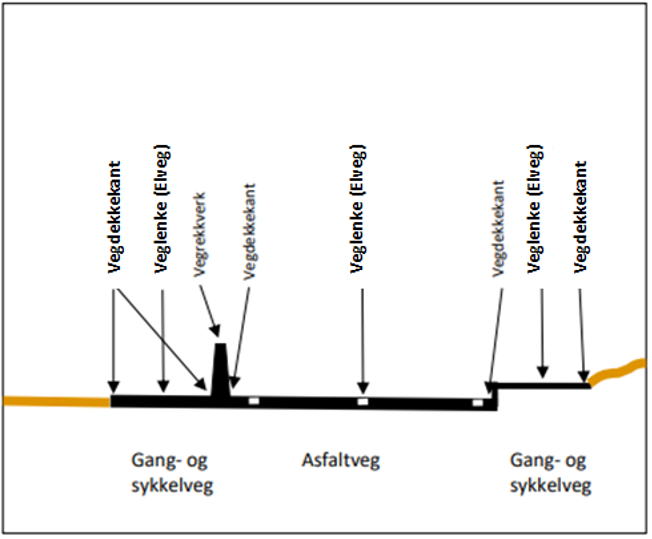 Vegdekkekant
Veglenke (Elveg)
Vegrekkverk
Vegdekkekant
Veglenke (Elveg)
Vegdekkekant
Veglenke (Elveg)
Vegdekkekant
Gang- og
sykkelveg
Asfaltveg
Gang- og
sykkelveg